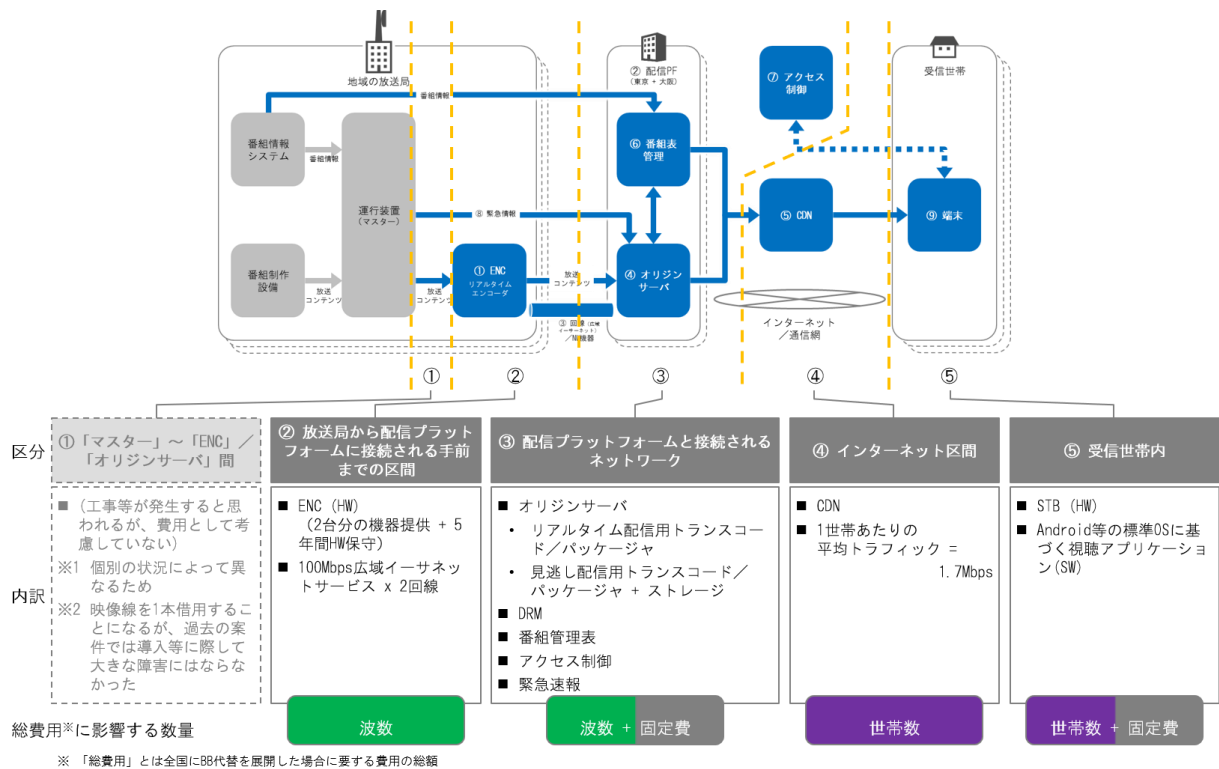 地域の放送局
② 配信PF
(東京 + 大阪)
⑦ アクセス
制御
受信世帯
番組情報
番組情報
システム
番組情報
運行装置
(マスター)
⑥ 番組表
管理
⑧ 緊急情報
⑤ CDN
⑨ 端末
番組制作
設備
放送
コンテンツ
放送
コンテンツ
① ENC
リアルタイム
エンコーダ
放送
コンテンツ
④ オリジン
サーバ
③ 回線 (広域
イーサーネット)
インターネット
/通信網
①
②
③
④
⑤
区分
①「マスター」~「ENC」/
「オリジンサーバ」間
② 放送局から配信プラット
フォームに接続される手前
までの区間
③ 配信プラットフォームと接続される
ネットワーク
④ インターネット区間
⑤ 受信世帯内
内訳
■ (工事等が発生すると思
われるが、費用として考
慮していない)
※1 個別の状況によって異
なるため
※2 映像線を1本借用するこ
とになるが、過去の案
件では導入等に際して
大きな障害にはならな
かった
■ ENC (HW)
(2台分の機器提供 + 5
年間HW保守)
■ 100Mbps広域イーサネッ
トサービス x 2回線
■ オリジンサーバ
・ リアルタイム配信用トランスコー
ド/パッケージャ
・ 見逃し配信用トランスコード/
パッケージャ + ストレージ
■ DRM
■ 番組管理表
■ アクセス制御
■ 緊急速報
■ CDN
■ 1世帯あたりの
平均トラフィック =
1.7Mbps
■ STB (HW)
■ Android等の標準OSに基
づく視聴アプリケーショ
ン(SW)
総費用※に影響する数量
波数
波数 + 固定費
世帯数
世帯数 + 固定費
※ 「総費用」とは全国にBB代替を展開した場合に要する費用の総額